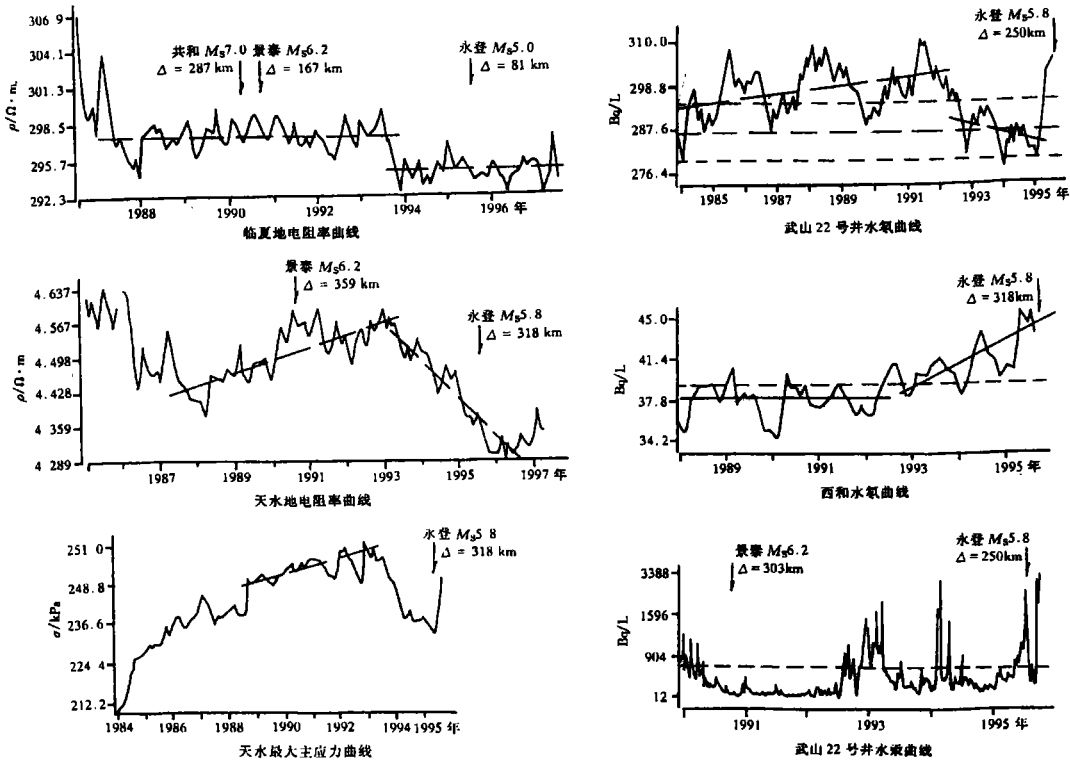 306 9
304.1
301.3
298.5
295.7
292.3
ρ/Ω·m.
共和 Ms7.0 景泰 Ms6.2
Δ = 287 km Δ = 167 km
永登 Ms5.0
Δ = 81 km
1988 1990 1992 1994 1996 年
临夏地电阻率曲线
永登 Ms5.8
Δ = 250km
310.0
298.8
287.6
276.4
Bq/L
1985 1987 1989 1991 1993 1995 年
武山 22 号井水氡曲线
景泰 Ms6.2
Δ = 359 km
永登 Ms5.8
Δ = 318 km
4.637
4.567
4.498
4.428
4 359
4 289
ρ/Ω·m
1987 1989 1991 1993 1995 1997 年
天水地电阻率曲线
永登 Ms5.8
Δ = 318km
45.0
41.4
37.8
34.2
Bq/L
1989 1991 1993 1995 年
西和水氡曲线
永登 Ms5 8
Δ = 318 km
251 0
248.8
236.6
224 4
212.2
σ/kPa
1984 1986 1988 1990 1992 1994 1995 年
天水最大主应力曲线
景泰 Ms6.2
Δ = 303km
永登 Ms5.8
Δ = 250km
3388
1596
904
12
Bq/L
1991 1993 1995 年
武山 22 号井水汞曲线